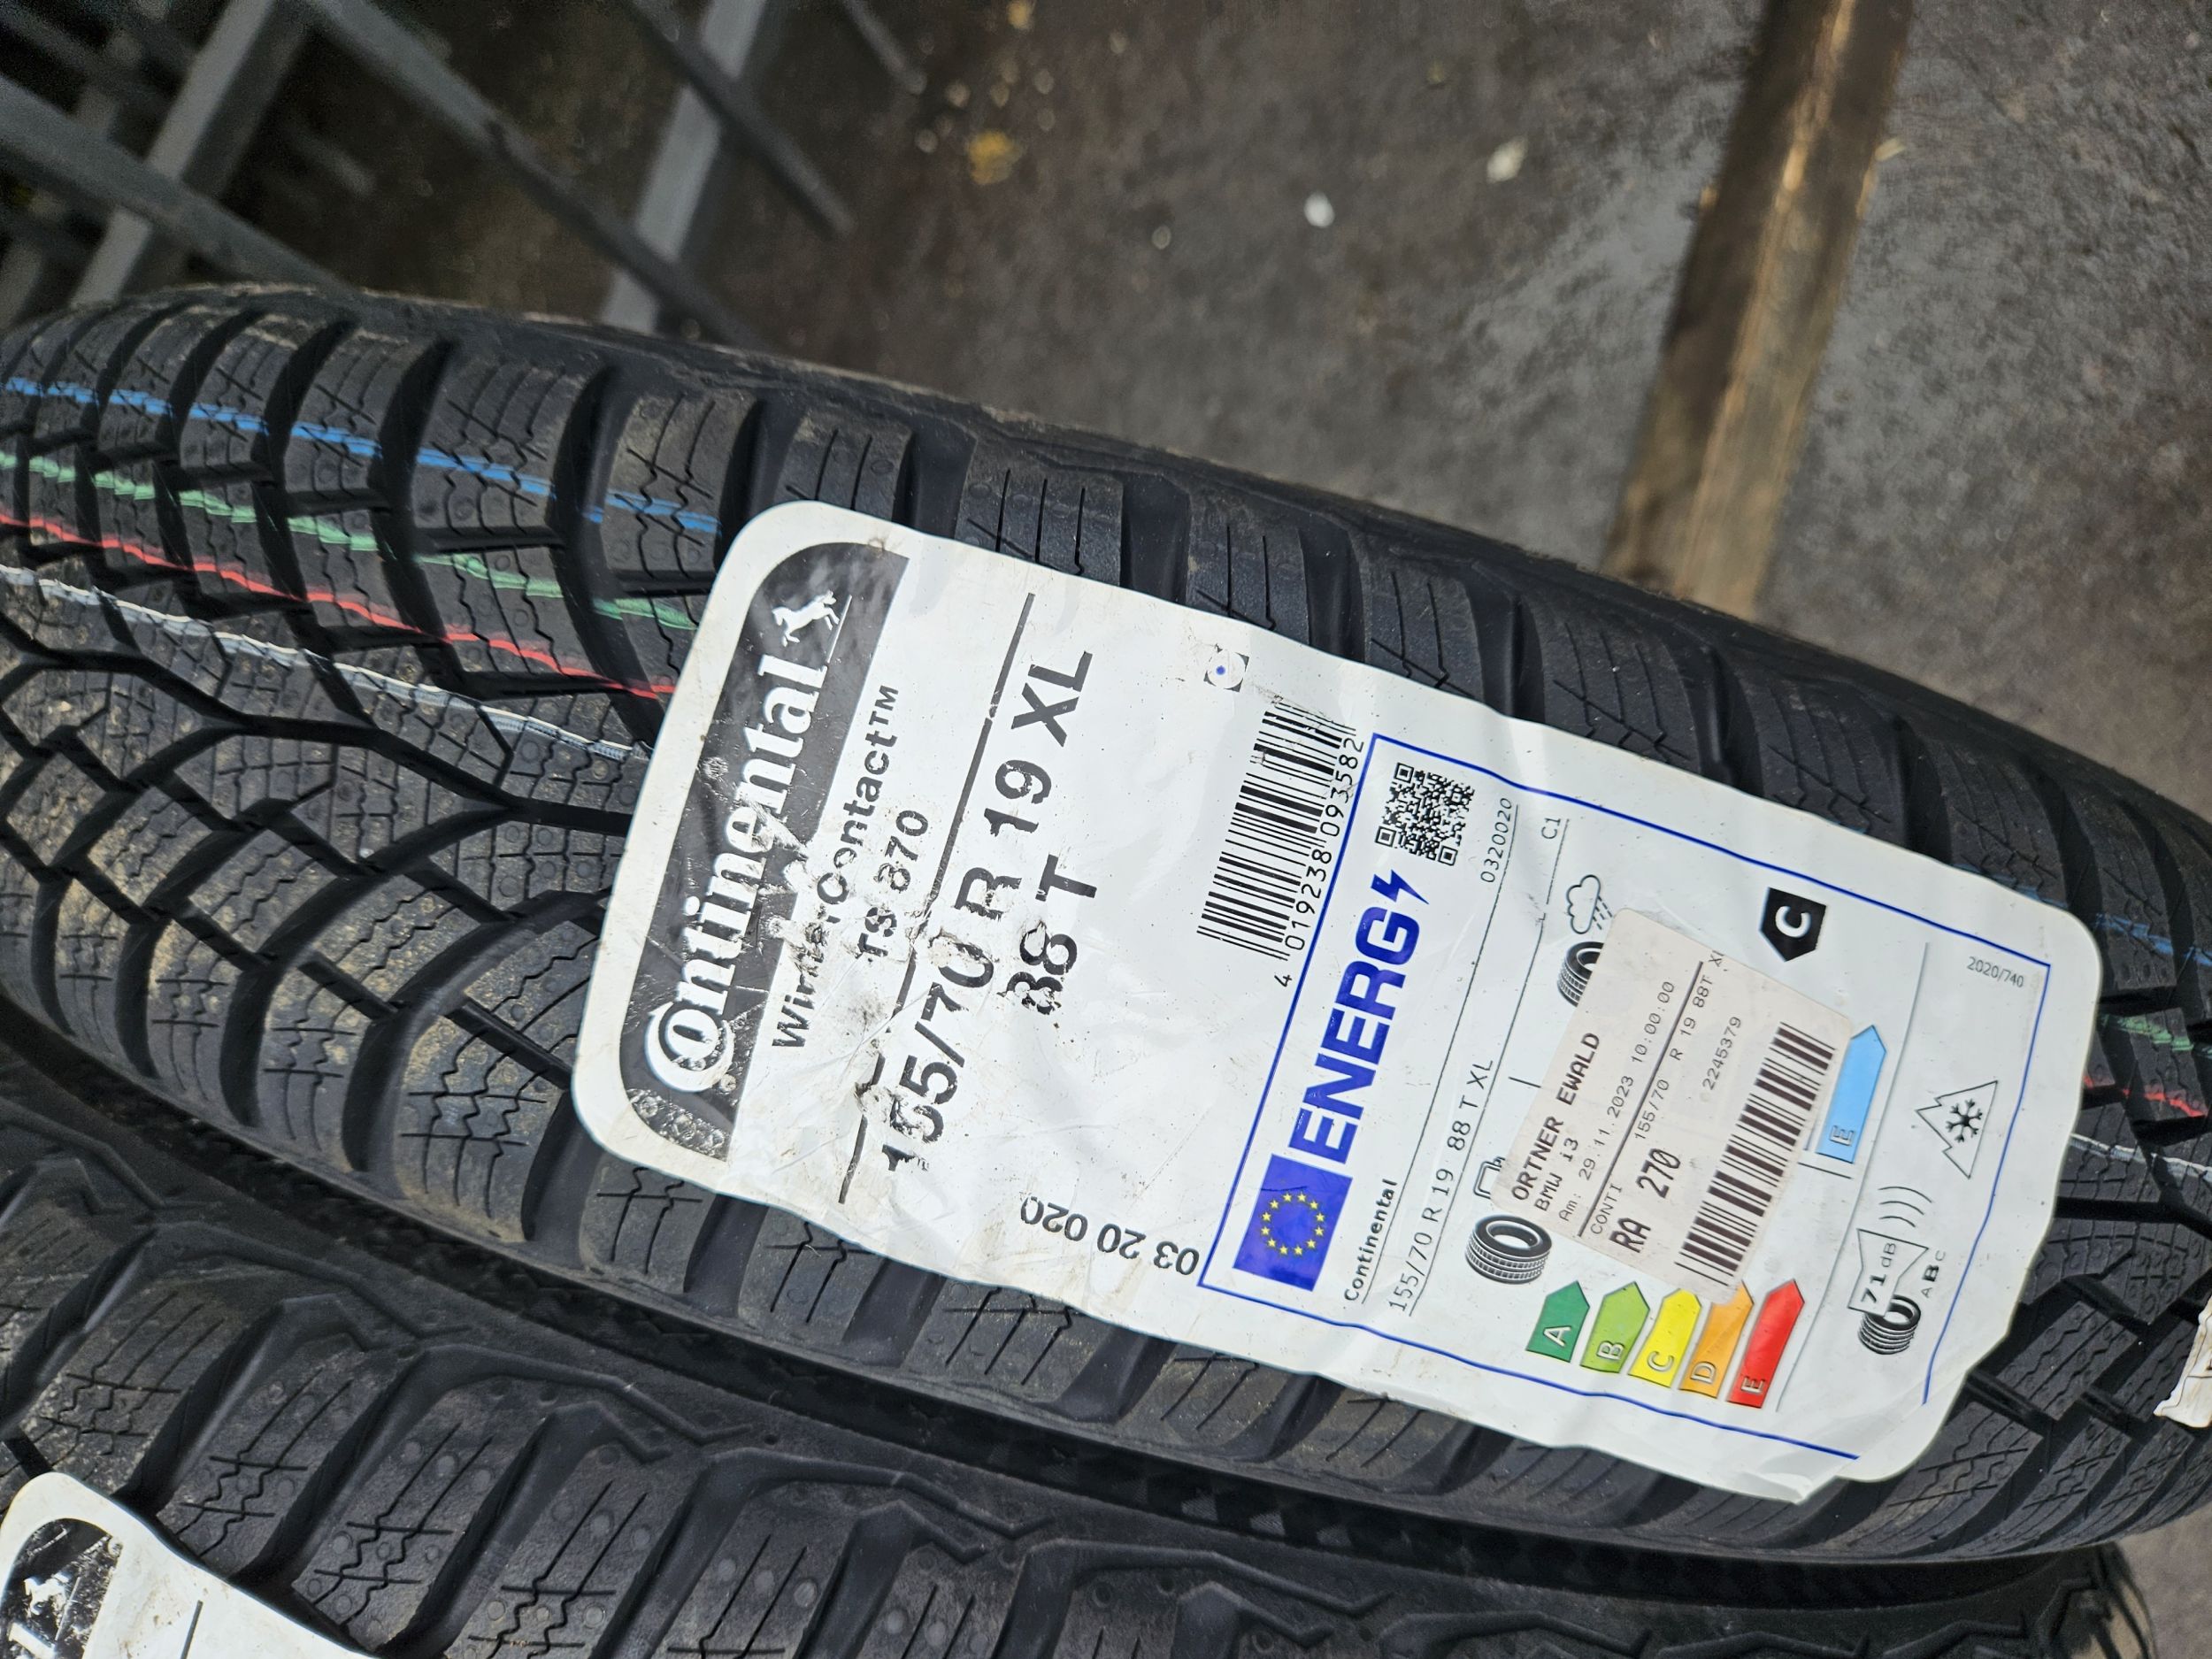 Continental
WinterContact™
TS 870
155/70 R 19 XL
88 T
03 20 020
4 019238 093582
ENERG
Continental
0320020
155/70 R 19 88 T XL
C1
A
B
C
D
E
C
E
ORTNER EWALD
BMW i3
Am: 29.11.2023 10:00:00
CONTI 155/70 R 19 88T XL
RA 270 2245379
71 dB
ABC
2020/740